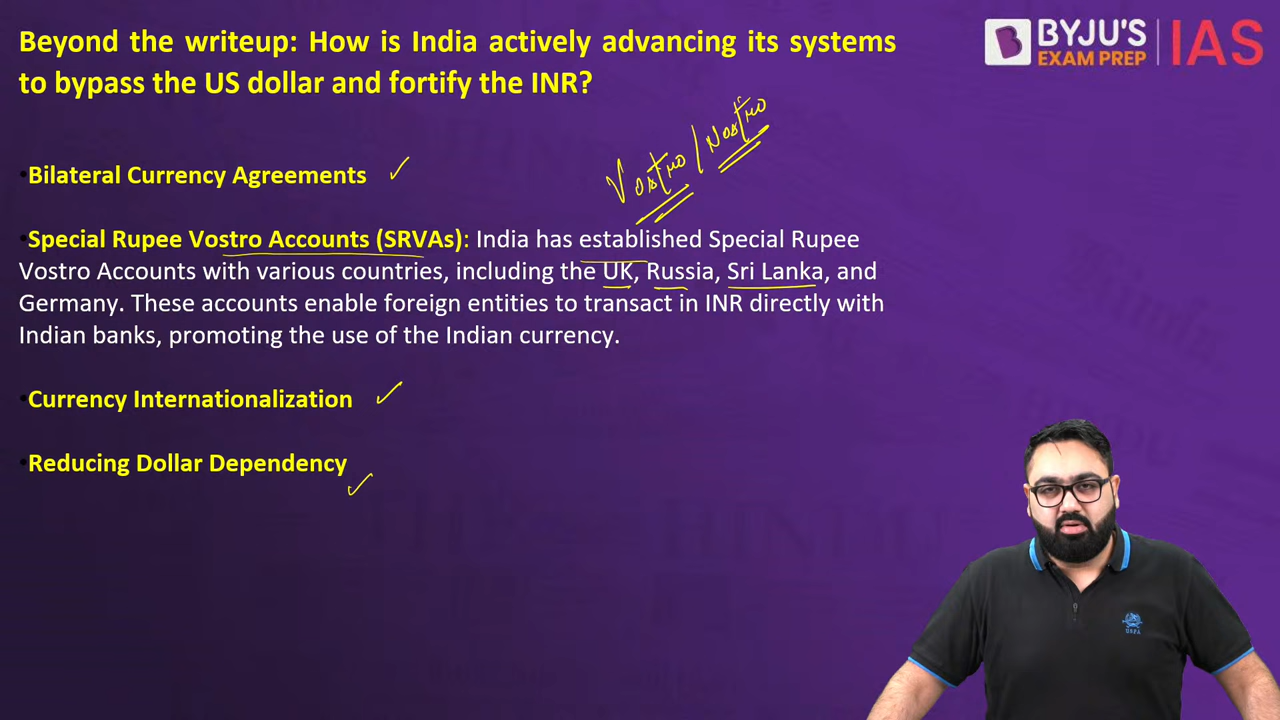 Beyond the writeup: How is India actively advancing its systems
to bypass the US dollar and fortify the INR?
BYJU'S
EXAM PREP
IAS
Vostro / Nostro
•Bilateral Currency Agreements
•Special Rupee Vostro Accounts (SRVAs): India has established Special Rupee
Vostro Accounts with various countries, including the UK, Russia, Sri Lanka, and
Germany. These accounts enable foreign entities to transact in INR directly with
Indian banks, promoting the use of the Indian currency.
•Currency Internationalization
•Reducing Dollar Dependency